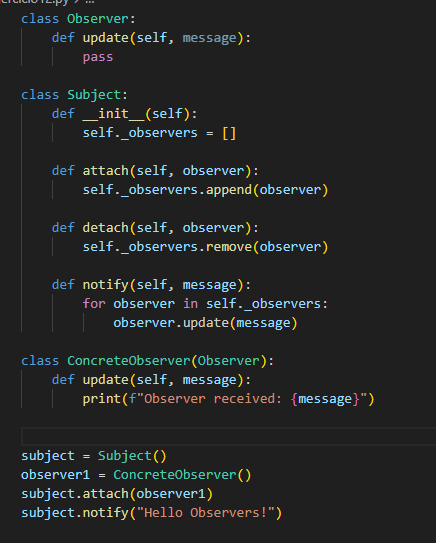 class Observer:
    def update(self, message):
        pass

class Subject:
    def __init__(self):
        self._observers = []

    def attach(self, observer):
        self._observers.append(observer)

    def detach(self, observer):
        self._observers.remove(observer)

    def notify(self, message):
        for observer in self._observers:
            observer.update(message)

class ConcreteObserver(Observer):
    def update(self, message):
        print(f"Observer received: {message}")


subject = Subject()
observer1 = ConcreteObserver()
subject.attach(observer1)
subject.notify("Hello Observers!")